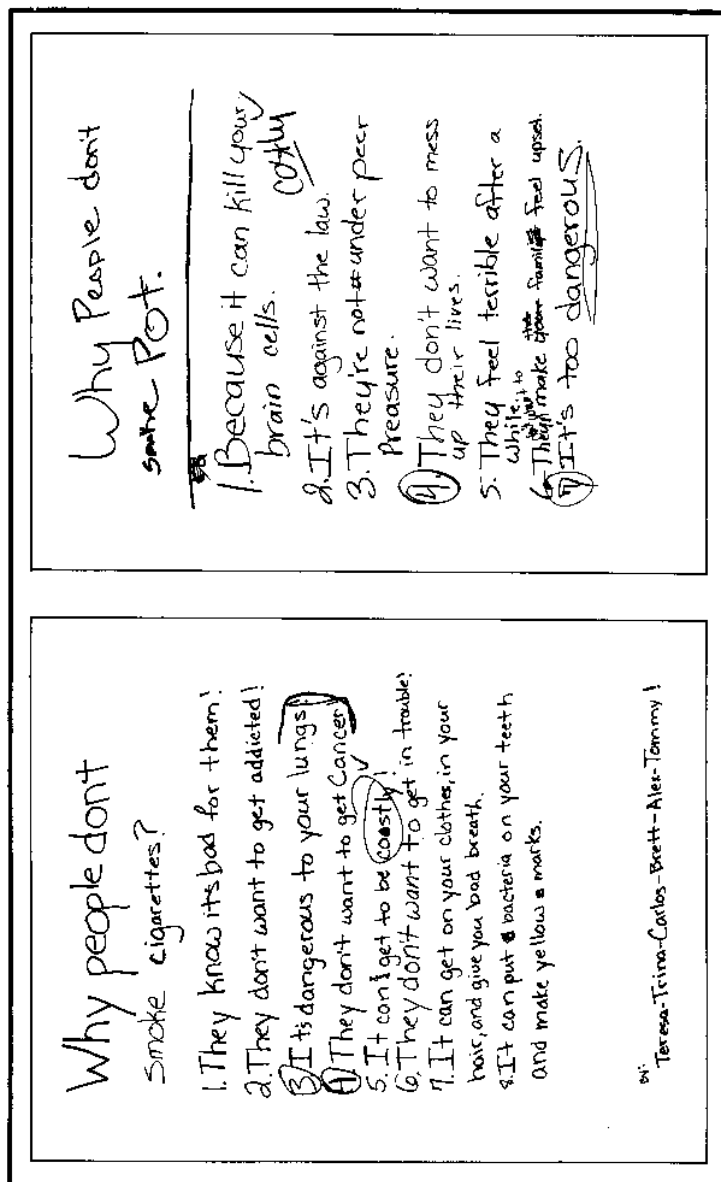 Why people dont
smoke cigarettes?
1. They know its bad for them!
2. They don't want to get addicted!
3 Its dangerous to your lungs!
4 They don't want to get Cancer
5. It can get to be coostly!
6. They don't want to get in trouble!
7. It can get on your clothes, in your
hair, and give you bad breath.
8. It can put bacteria on your teeth
and make yellow marks.
By:
Teresa-Trina-Carlos-Brett-Alex-Tommy!
Why People don't
smoke POt.
1. Because it can kill your
brain cells.
costly
2. It's against the law.
3. They're not under peer
Preasure.
4. They don't want to mess
up their lives.
5. They feel terrible after a
while.
6. They make family feel upset.
7 It's too dangerous.